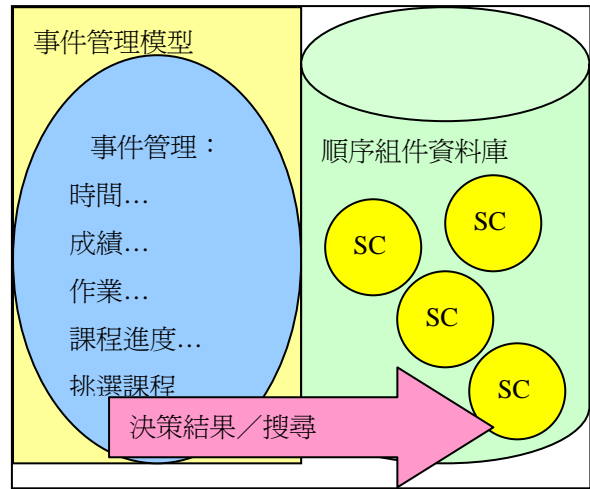 事件管理模型
事件管理：
時間…
成績…
作業…
課程進度…
挑選課程
決策結果／搜尋
順序組件資料庫
SC
SC
SC
SC